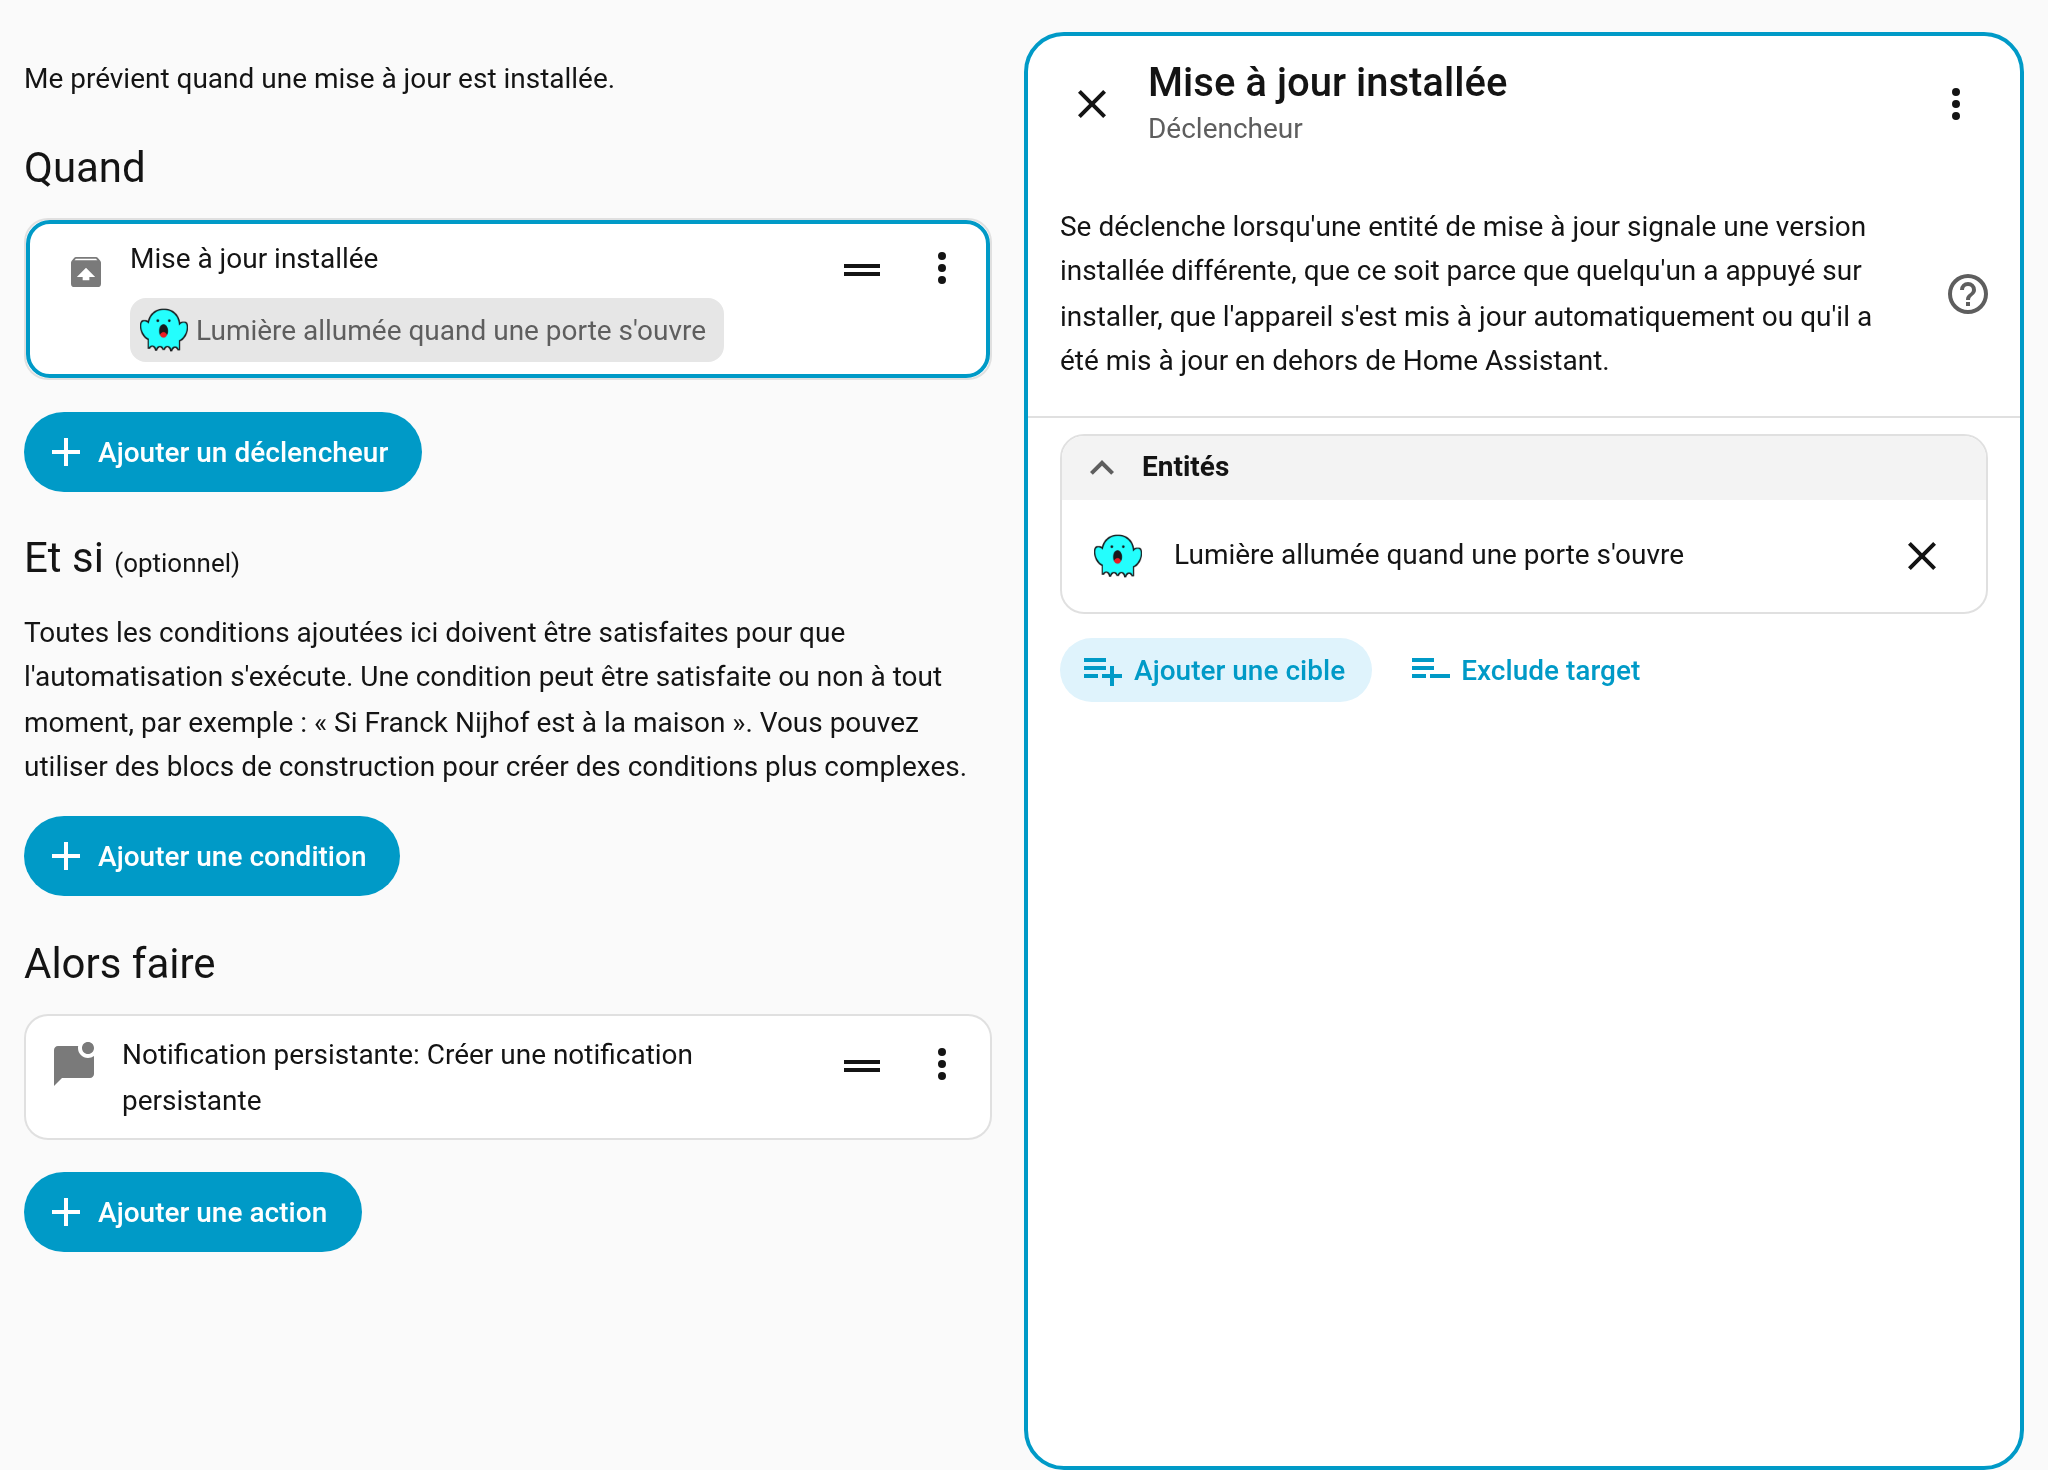 Me prévient quand une mise à jour est installée.
Quand
Mise à jour installée
Lumière allumée quand une porte s'ouvre
Ajouter un déclencheur
Et si (optionnel)
Toutes les conditions ajoutées ici doivent être satisfaites pour que
l'automatisation s'exécute. Une condition peut être satisfaite ou non à tout
moment, par exemple : « Si Franck Nijhof est à la maison ». Vous pouvez
utiliser des blocs de construction pour créer des conditions plus complexes.
Ajouter une condition
Alors faire
Notification persistante: Créer une notification
persistante
Ajouter une action
Mise à jour installée
Déclencheur
Se déclenche lorsqu'une entité de mise à jour signale une version
installée différente, que ce soit parce que quelqu'un a appuyé sur
installer, que l'appareil s'est mis à jour automatiquement ou qu'il a
été mis à jour en dehors de Home Assistant.
Entités
Lumière allumée quand une porte s'ouvre
Ajouter une cible
Exclude target